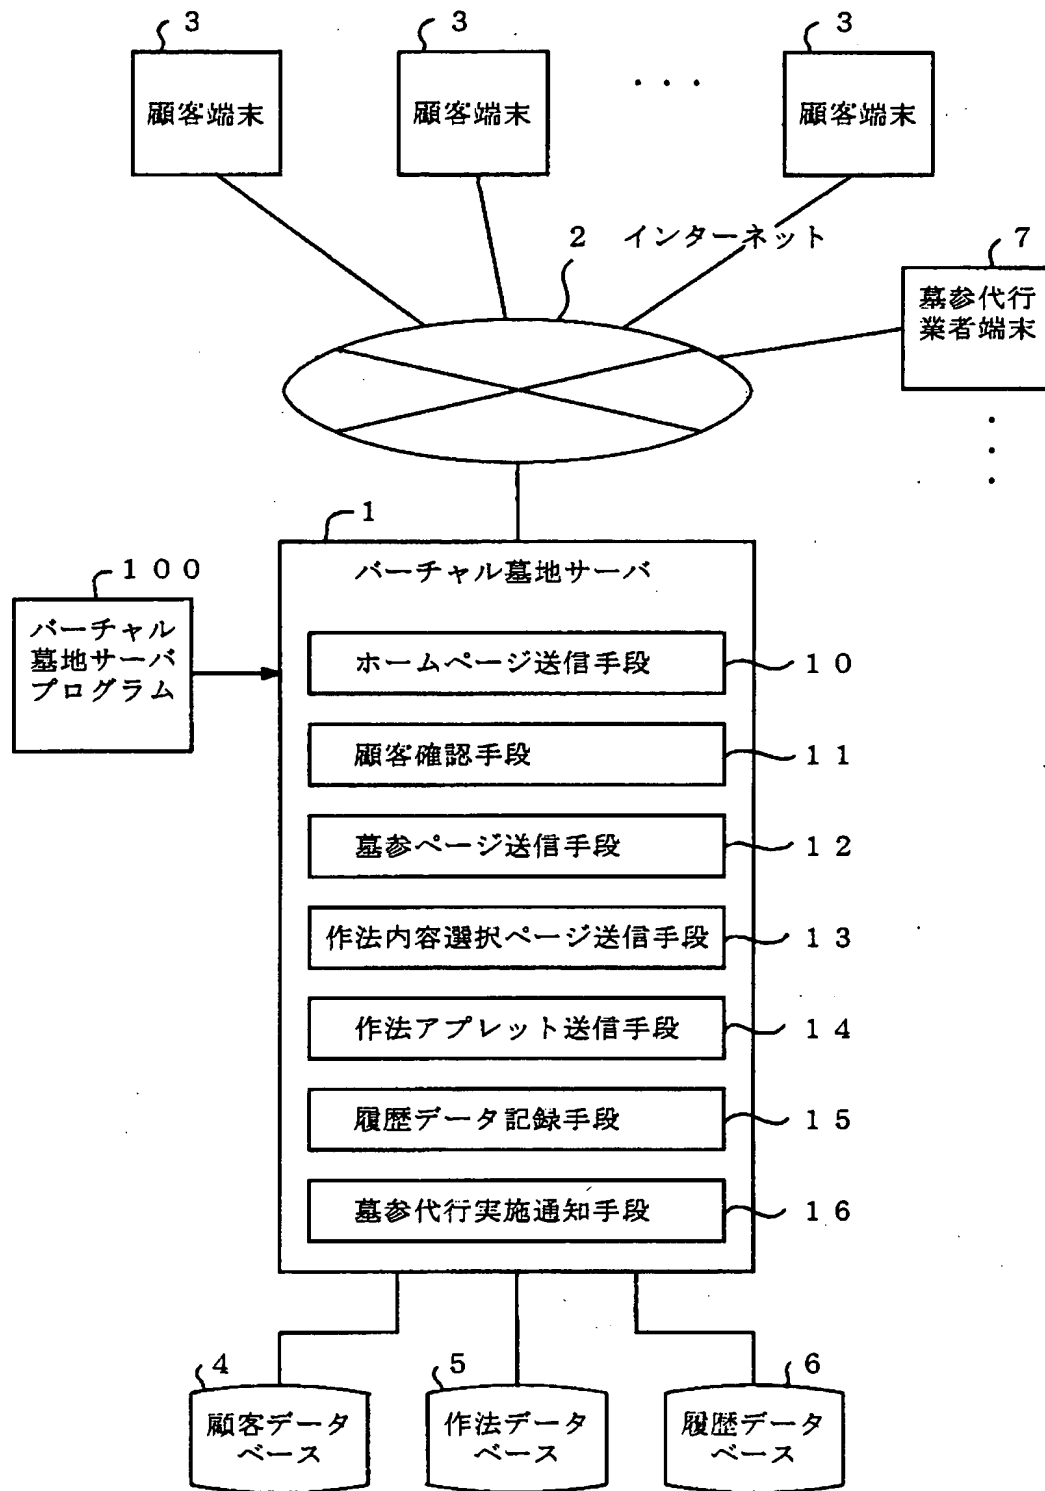 3
3
3
顧客端末
顧客端末
・・・
顧客端末
2 インターネット
7
墓参代行
業者端末
1
バーチャル墓地サーバ
100
バーチャル
墓地サーバ
プログラム
ホームページ送信手段
10
顧客確認手段
11
墓参ページ送信手段
12
作法内容選択ページ送信手段
13
作法アプレット送信手段
14
履歴データ記録手段
15
墓参代行実施通知手段
16
4
5
6
顧客データ
ベース
作法データ
ベース
履歴データ
ベース